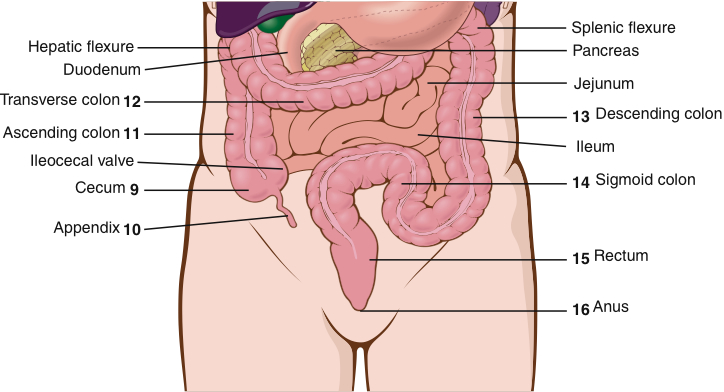 Hepatic flexure
Duodenum
Transverse colon 12
Ascending colon 11
Ileocecal valve
Cecum 9
Appendix 10
Splenic flexure
Pancreas
Jejunum
13 Descending colon
Ileum
14 Sigmoid colon
15 Rectum
16 Anus